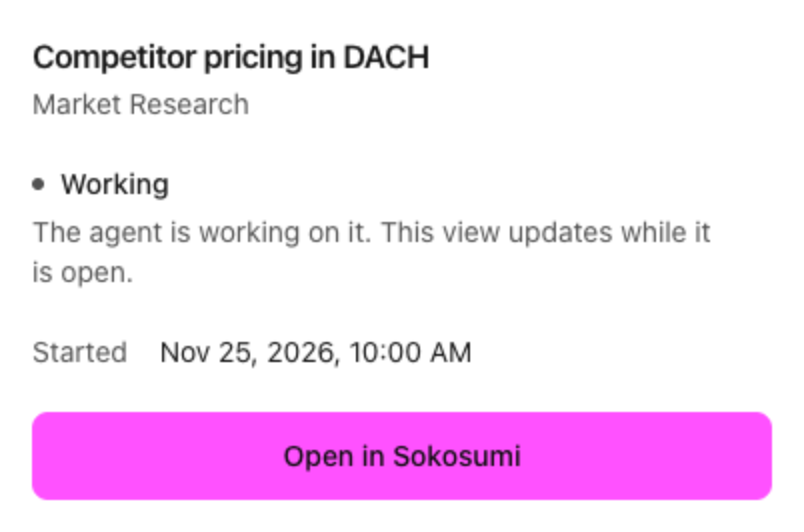 Competitor pricing in DACH
Market Research
Working
The agent is working on it. This view updates while it
is open.
Started Nov 25, 2026, 10:00 AM
Open in Sokosumi